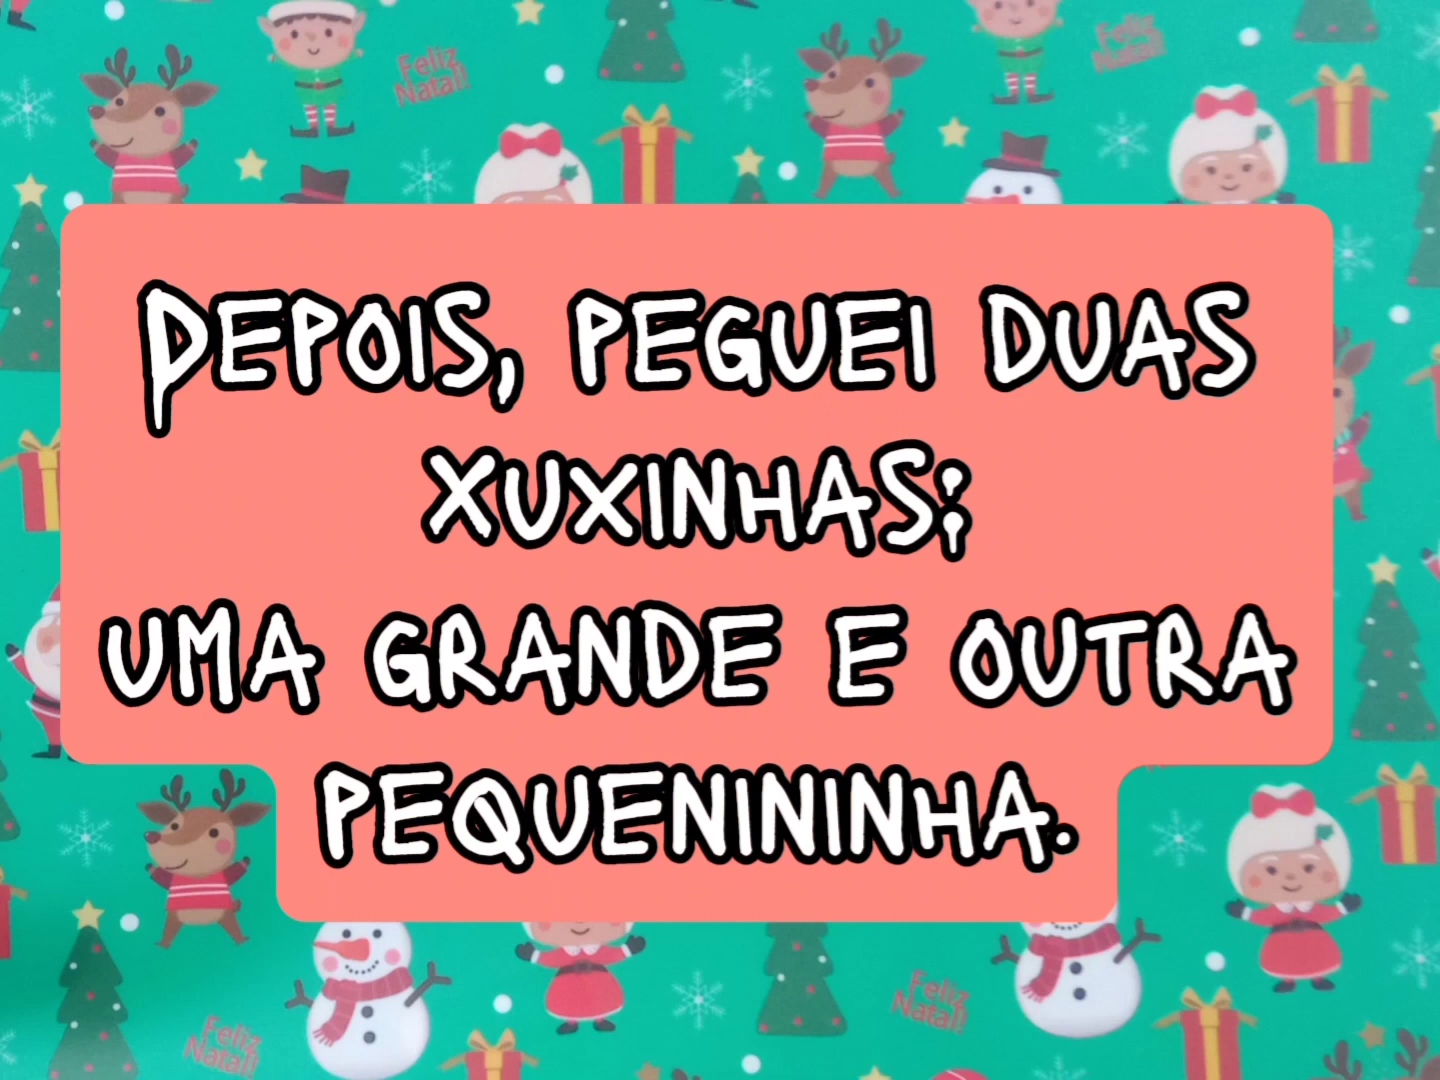 Feliz
Natal!
Feliz
Natal!
DEPOIS, PEGUEI DUAS
XUXINHAS;
UMA GRANDE E OUTRA
PEQUENININHA.
Feliz
Natal!
Feliz
Natal!